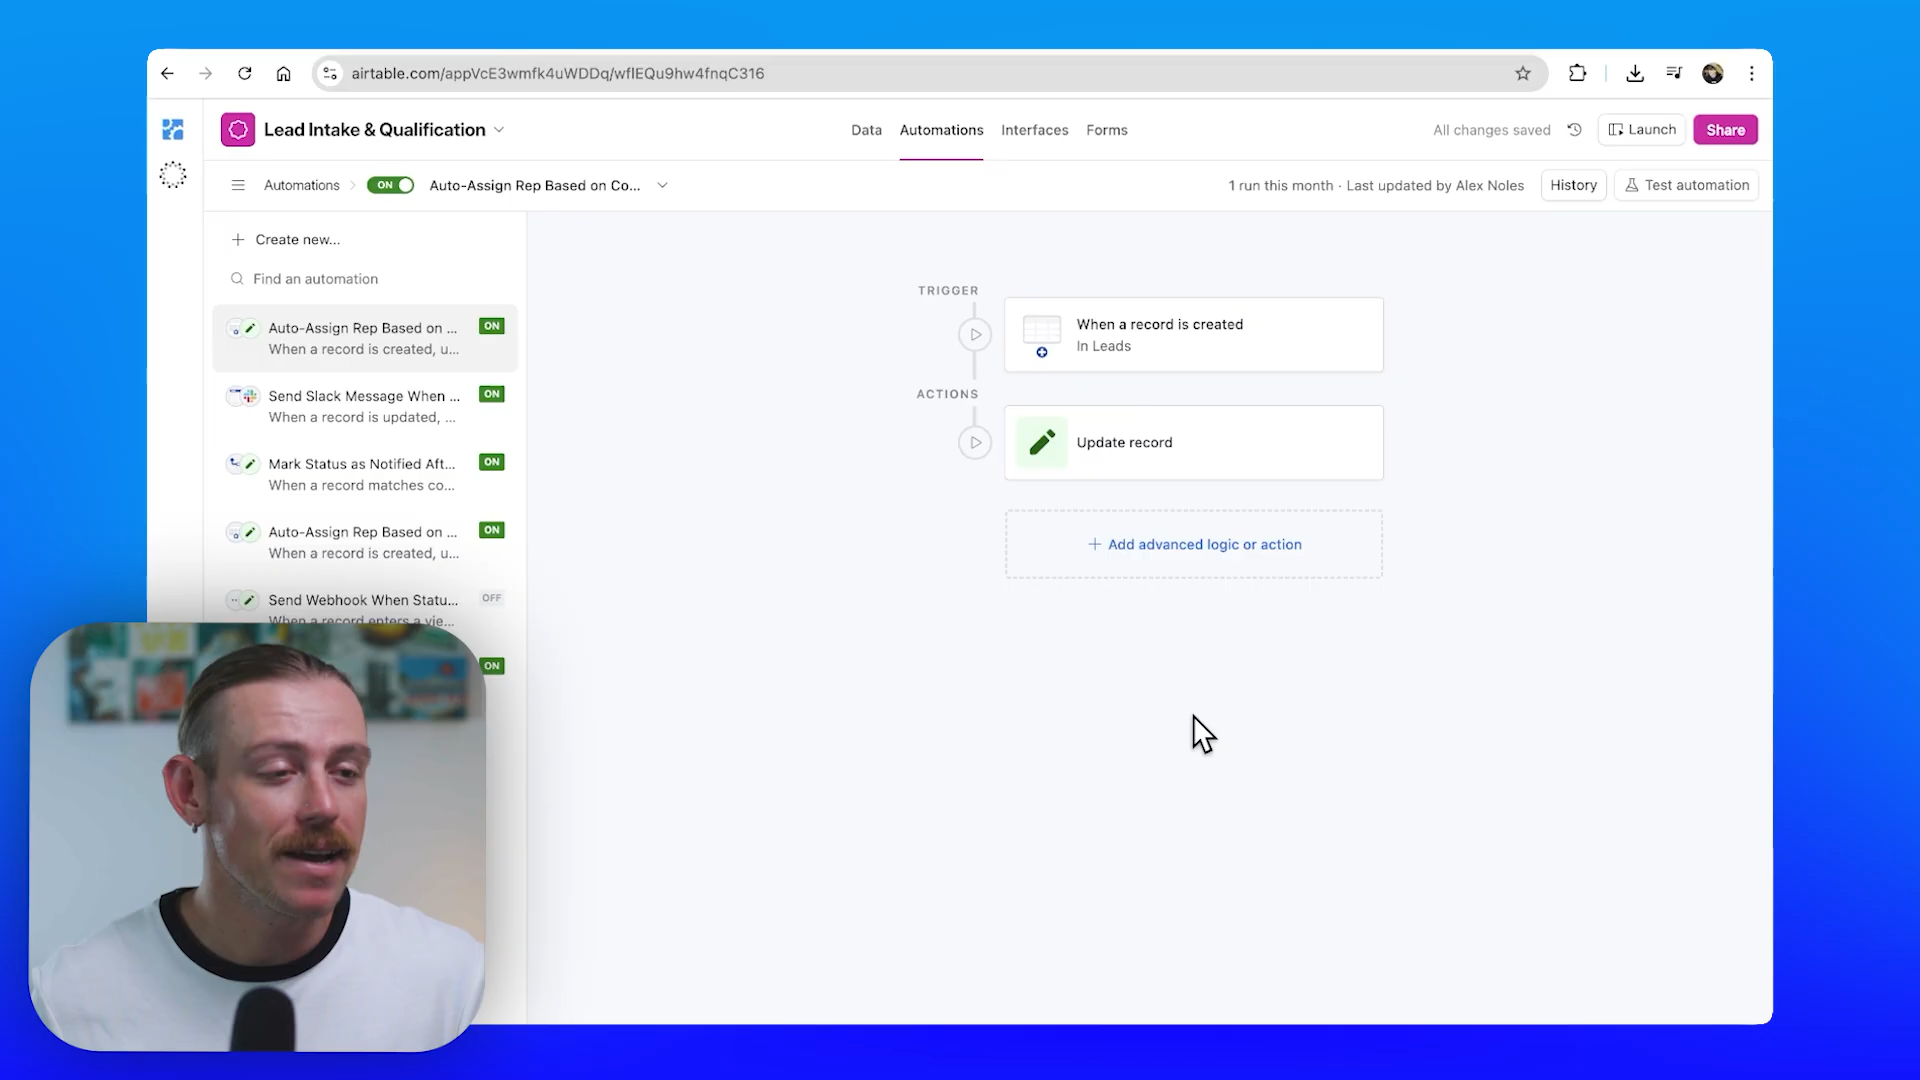 airtable.com/appVcE3wmfk4uWDDq/wflEQu9hw4fnqC316
Lead Intake & Qualification
Data
Automations
Interfaces
Forms
All changes saved
Launch
Share
Automations
ON
Auto-Assign Rep Based on Co...
1 run this month · Last updated by Alex Noles
History
Test automation
Create new...
Find an automation
Auto-Assign Rep Based on ...
ON
When a record is created, u...
Send Slack Message When ...
ON
When a record is updated, ...
Mark Status as Notified Aft...
ON
When a record matches co...
Auto-Assign Rep Based on ...
ON
When a record is created, u...
Send Webhook When Statu...
OFF
When a record enters a vie...
ON
TRIGGER
When a record is created
In Leads
ACTIONS
Update record
+ Add advanced logic or action